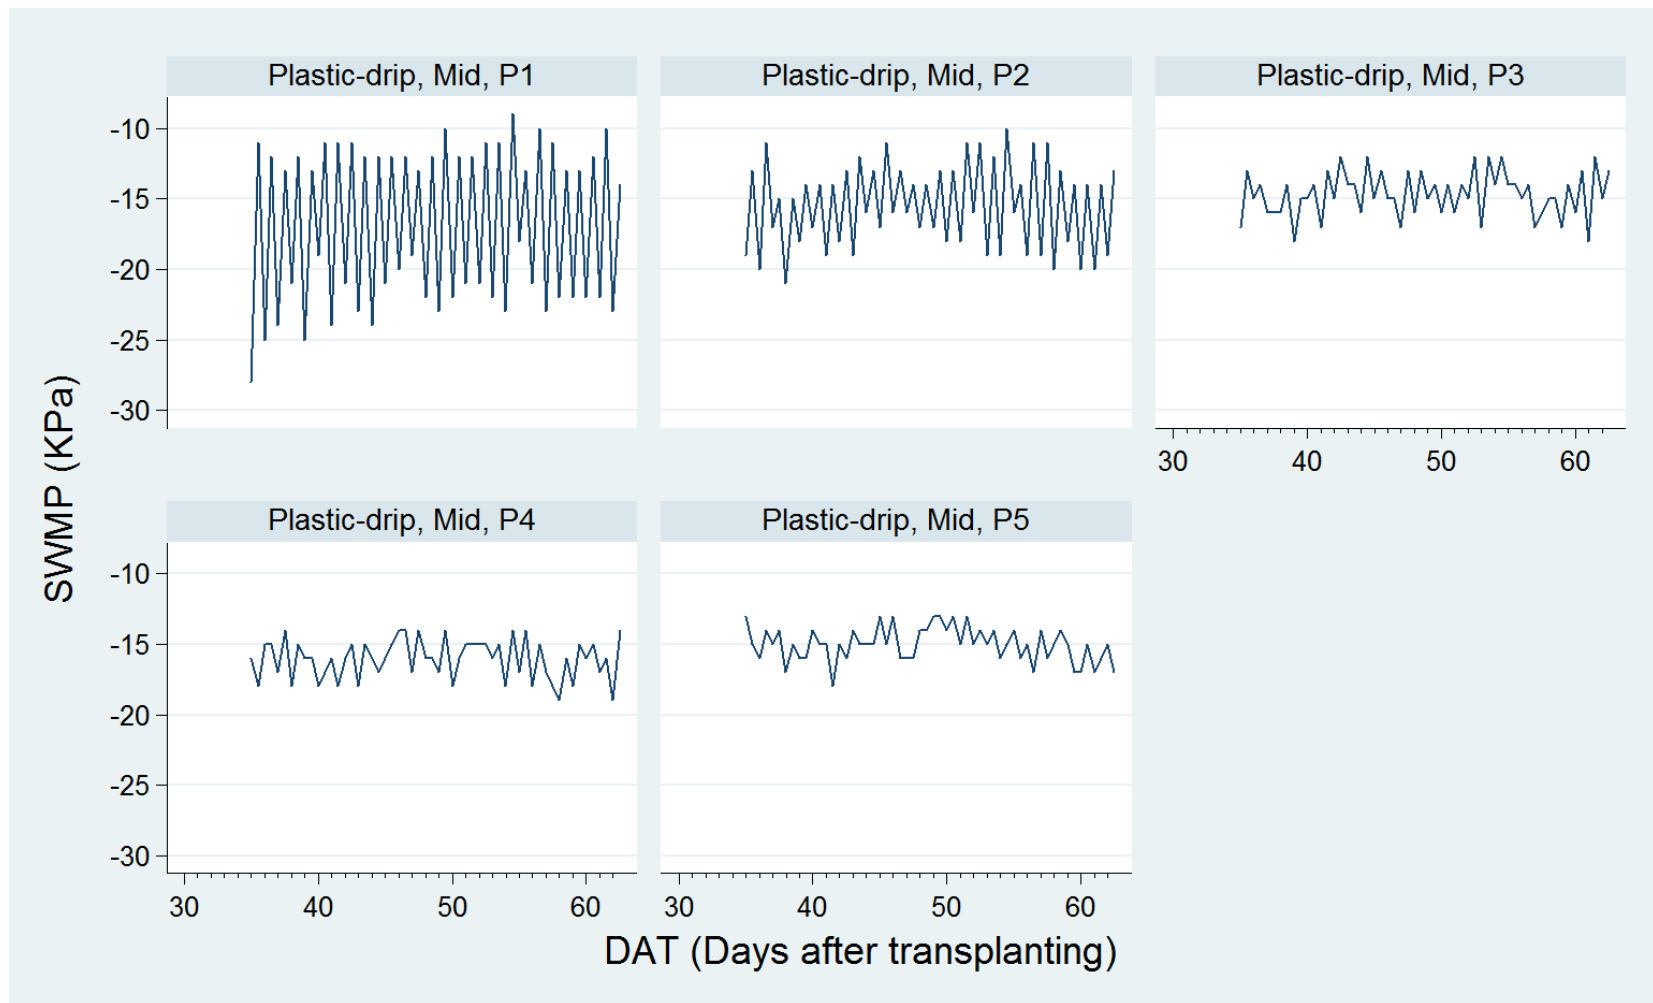 Plastic-drip, Mid, P1
Plastic-drip, Mid, P2
Plastic-drip, Mid, P3
-10
-15
-20
-25
-30
30 40 50 60
SWMP (KPa)
Plastic-drip, Mid, P4
Plastic-drip, Mid, P5
-10
-15
-20
-25
-30
30 40 50 60
30 40 50 60
DAT (Days after transplanting)